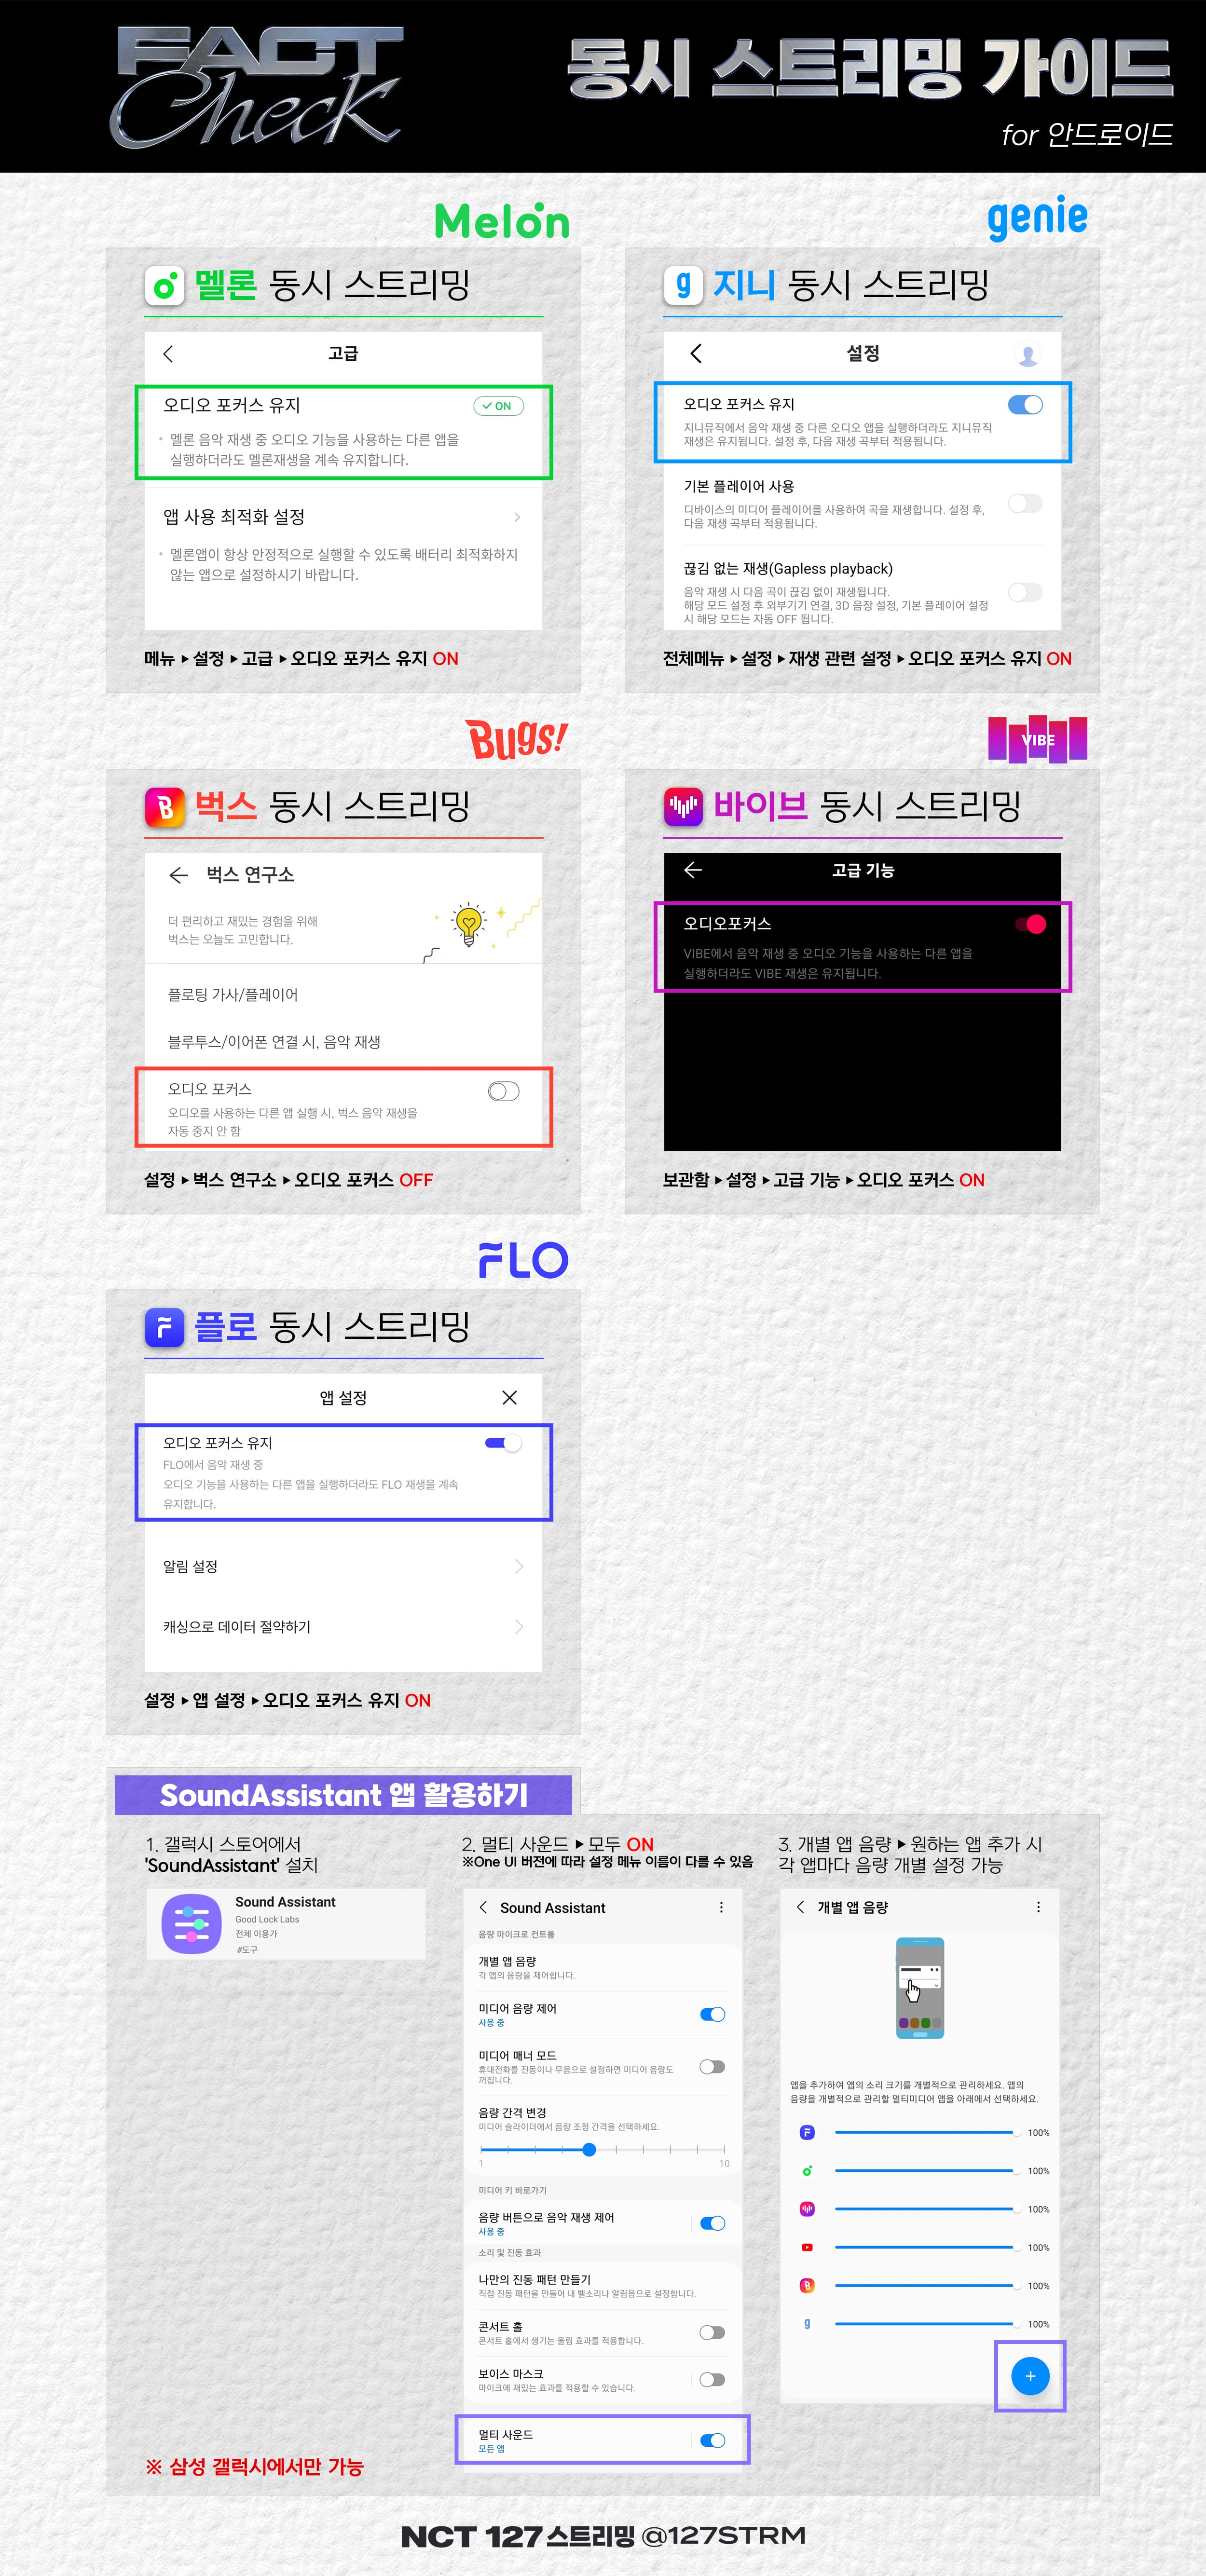 FACT
Check
동시 스트리밍 가이드
for 안드로이드
Melon
멜론 동시 스트리밍
고급
오디오 포커스 유지
ON
멜론 음악 재생 중 오디오 기능을 사용하는 다른 앱을
실행하더라도 멜론재생을 계속 유지합니다.
앱 사용 최적화 설정
멜론앱이 항상 안정적으로 실행할 수 있도록 배터리 최적화하지
않는 앱으로 설정하시기 바랍니다.
메뉴 ▶ 설정 ▶ 고급 ▶ 오디오 포커스 유지 ON
genie
지니 동시 스트리밍
설정
오디오 포커스 유지
지니뮤직에서 음악 재생 중 다른 오디오 앱을 실행하더라도 지니뮤직
재생은 유지됩니다. 설정 후, 다음 재생 곡부터 적용됩니다.
기본 플레이어 사용
디바이스의 미디어 플레이어를 사용하여 곡을 재생합니다. 설정 후,
다음 재생 곡부터 적용됩니다.
끊김 없는 재생(Gapless playback)
음악 재생 시 다음 곡이 끊김 없이 재생됩니다.
해당 모드 설정 후 외부기기 연결, 3D 음장 설정, 기본 플레이어 설정
시 해당 모드는 자동 OFF 됩니다.
전체메뉴 ▶ 설정 ▶ 재생 관련 설정 ▶ 오디오 포커스 유지 ON
Bugs!
벅스 동시 스트리밍
벅스 연구소
더 편리하고 재밌는 경험을 위해
벅스는 오늘도 고민합니다.
플로팅 가사/플레이어
블루투스/이어폰 연결 시, 음악 재생
오디오 포커스
오디오를 사용하는 다른 앱 실행 시, 벅스 음악 재생을
자동 중지 안 함
설정 ▶ 벅스 연구소 ▶ 오디오 포커스 OFF
VIBE
바이브 동시 스트리밍
고급 기능
오디오포커스
VIBE에서 음악 재생 중 오디오 기능을 사용하는 다른 앱을
실행하더라도 VIBE 재생은 유지됩니다.
보관함 ▶ 설정 ▶ 고급 기능 ▶ 오디오 포커스 ON
FLO
플로 동시 스트리밍
앱 설정
오디오 포커스 유지
FLO에서 음악 재생 중
오디오 기능을 사용하는 다른 앱을 실행하더라도 FLO 재생을 계속
유지합니다.
알림 설정
캐싱으로 데이터 절약하기
설정 ▶ 앱 설정 ▶ 오디오 포커스 유지 ON
SoundAssistant 앱 활용하기
1. 갤럭시 스토어에서
'SoundAssistant' 설치
Sound Assistant
Good Lock Labs
전체 이용가
#도구
※ 삼성 갤럭시에서만 가능
2. 멀티 사운드 ▶ 모두 ON
※One UI 버전에 따라 설정 메뉴 이름이 다를 수 있음
Sound Assistant
음량 마이크로 컨트롤
개별 앱 음량
각 앱의 음량을 제어합니다.
미디어 음량 제어
사용 중
미디어 매너 모드
휴대전화를 진동이나 무음으로 설정하면 미디어 음량도
꺼집니다.
음량 간격 변경
미디어 슬라이더에서 음량 조정 간격을 선택하세요.
1 10
미디어 키 바로가기
음량 버튼으로 음악 재생 제어
사용 중
소리 및 진동 효과
나만의 진동 패턴 만들기
직접 진동 패턴을 만들어 내 벨소리나 알림음으로 설정합니다.
콘서트 홀
콘서트 홀에서 생기는 울림 효과를 적용합니다.
보이스 마스크
마이크에 재밌는 효과를 적용할 수 있습니다.
멀티 사운드
모든 앱
3. 개별 앱 음량 ▶ 원하는 앱 추가 시
각 앱마다 음량 개별 설정 가능
개별 앱 음량
앱을 추가하여 앱의 소리 크기를 개별적으로 관리하세요. 앱의
음량을 개별적으로 관리할 멀티미디어 앱을 아래에서 선택하세요.
100%
100%
100%
100%
100%
100%
NCT 127 스트리밍 @127STRM